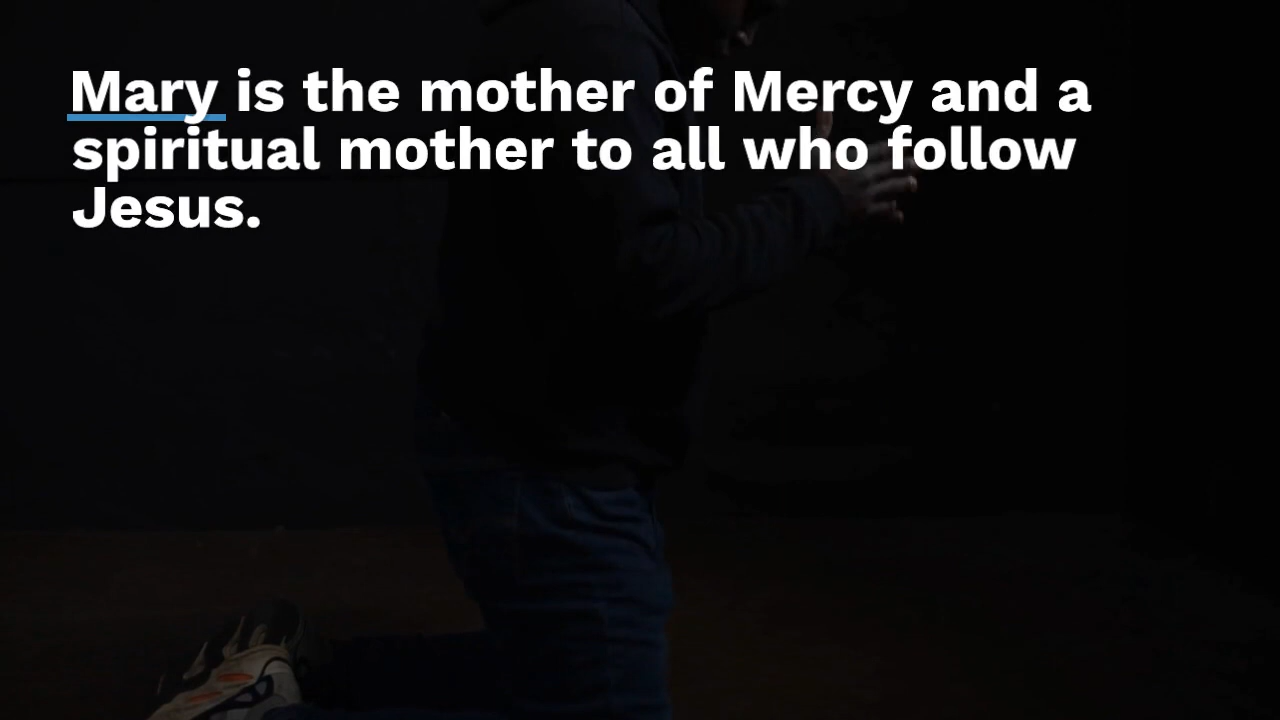 Mary is the mother of Mercy and a
spiritual mother to all who follow
Jesus.